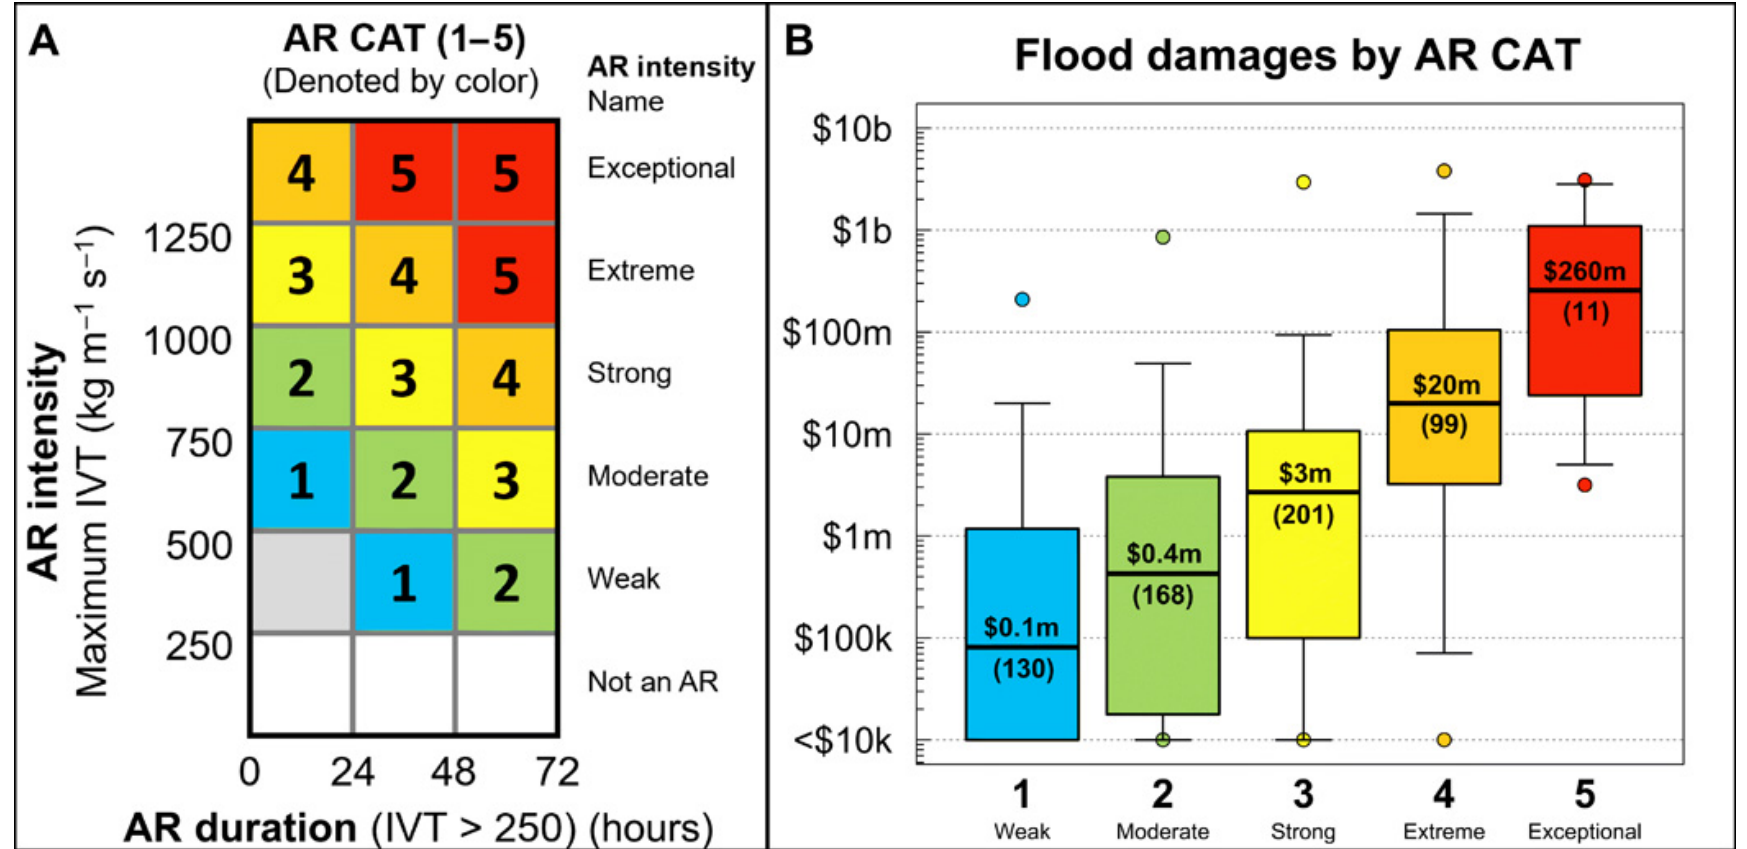 A
AR CAT (1–5)
(Denoted by color)
AR intensity
Name
4 5 5 Exceptional
1250
3 4 5 Extreme
1000
2 3 4 Strong
750
1 2 3 Moderate
500
1 2 Weak
250
Not an AR
0 24 48 72
AR duration (IVT > 250) (hours)
AR intensity
Maximum IVT (kg m⁻¹ s⁻¹)
B
Flood damages by AR CAT
$10b
$1b
$100m
$10m
$1m
$100k
<$10k
$0.1m
(130)
$0.4m
(168)
$3m
(201)
$20m
(99)
$260m
(11)
1 2 3 4 5
Weak Moderate Strong Extreme Exceptional